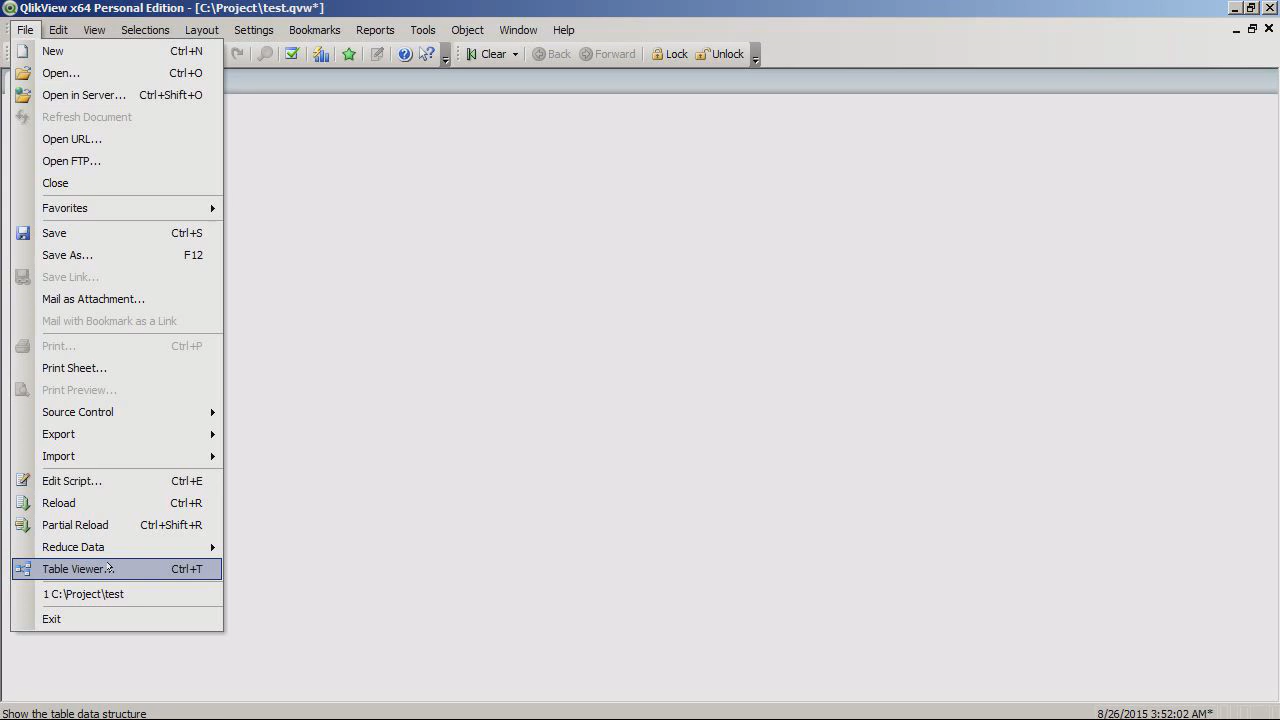 QlikView x64 Personal Edition - [C:\Project\test.qvw*]
File Edit View Selections Layout Settings Bookmarks Reports Tools Object Window Help
Clear Back Forward Lock Unlock
New Ctrl+N
Open... Ctrl+O
Open in Server... Ctrl+Shift+O
Refresh Document
Open URL...
Open FTP...
Close
Favorites
Save Ctrl+S
Save As... F12
Save Link...
Mail as Attachment...
Mail with Bookmark as a Link
Print... Ctrl+P
Print Sheet...
Print Preview...
Source Control
Export
Import
Edit Script... Ctrl+E
Reload Ctrl+R
Partial Reload Ctrl+Shift+R
Reduce Data
Table Viewer... Ctrl+T
1 C:\Project\test
Exit
Show the table data structure 8/26/2015 3:52:02 AM*